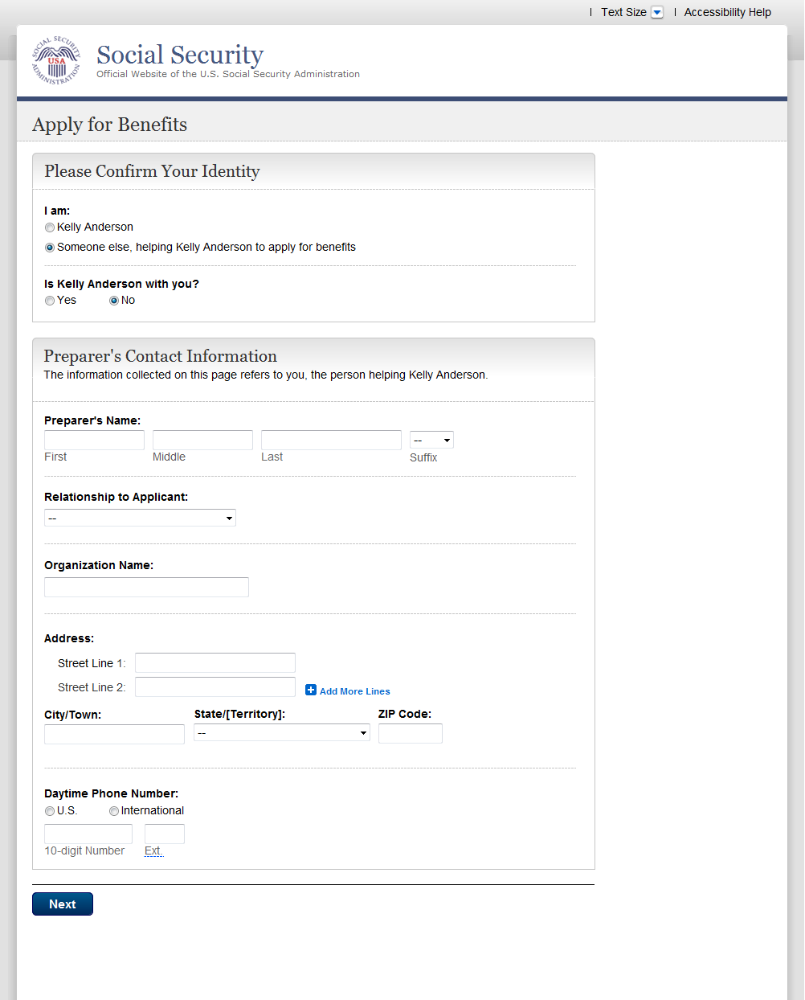 Text Size
Accessibility Help
SOCIAL SECURITY ADMINISTRATION
USA
Social Security
Official Website of the U.S. Social Security Administration
Apply for Benefits
Please Confirm Your Identity
I am:
Kelly Anderson
Someone else, helping Kelly Anderson to apply for benefits
Is Kelly Anderson with you?
Yes No
Preparer's Contact Information
The information collected on this page refers to you, the person helping Kelly Anderson.
Preparer's Name:
--
First Middle Last Suffix
Relationship to Applicant:
--
Organization Name:
Address:
Street Line 1:
Street Line 2: Add More Lines
City/Town: State/[Territory]: ZIP Code:
--
Daytime Phone Number:
U.S. International
10-digit Number Ext.
Next